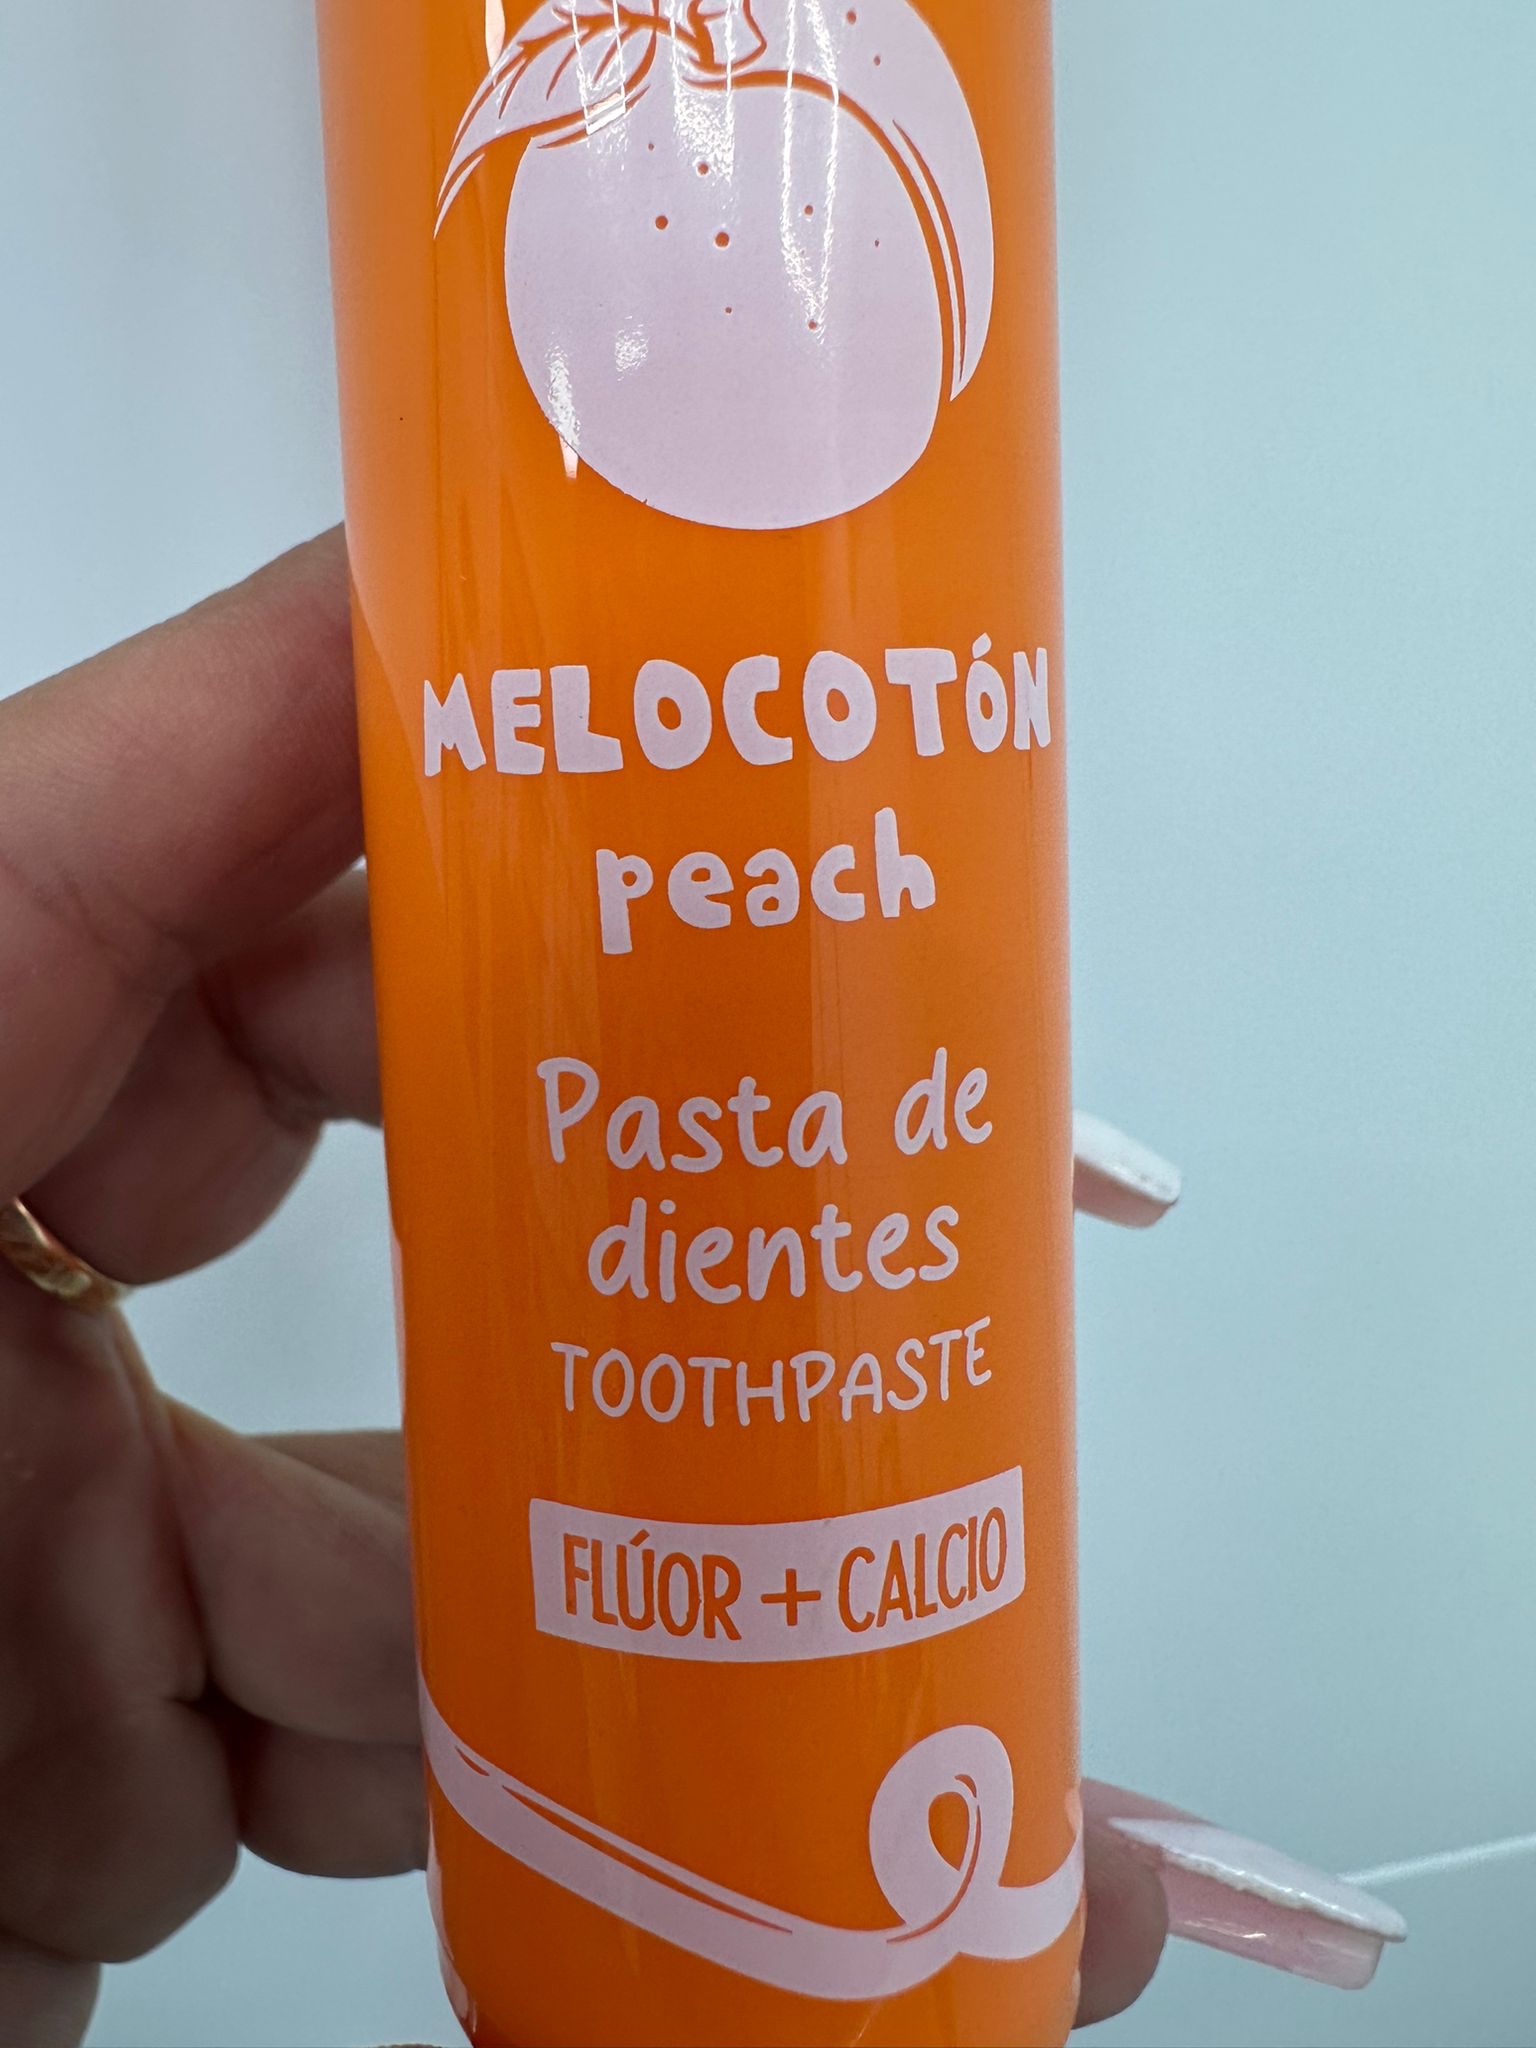 MELOCOTÓN
peach
Pasta de
dientes
TOOTHPASTE
FLÚOR + CALCIO